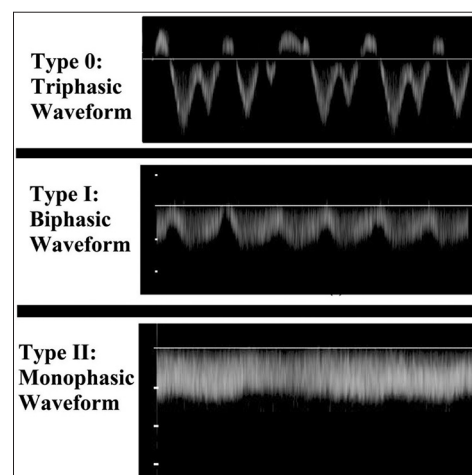 Type 0:
Triphasic
Waveform
Type I:
Biphasic
Waveform
Type II:
Monophasic
Waveform